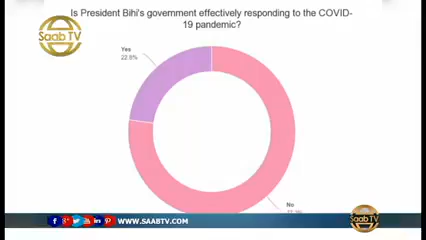 Is President Bihi's government effectively responding to the COVID-
19 pandemic?
Saab TV
Yes
22.8%
No
Saab TV
WWW.SAABTV.COM